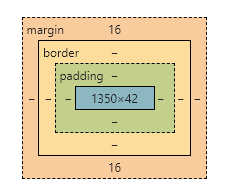 margin 16
border –
padding –
– – – 1350×42 – – –
–
–
16